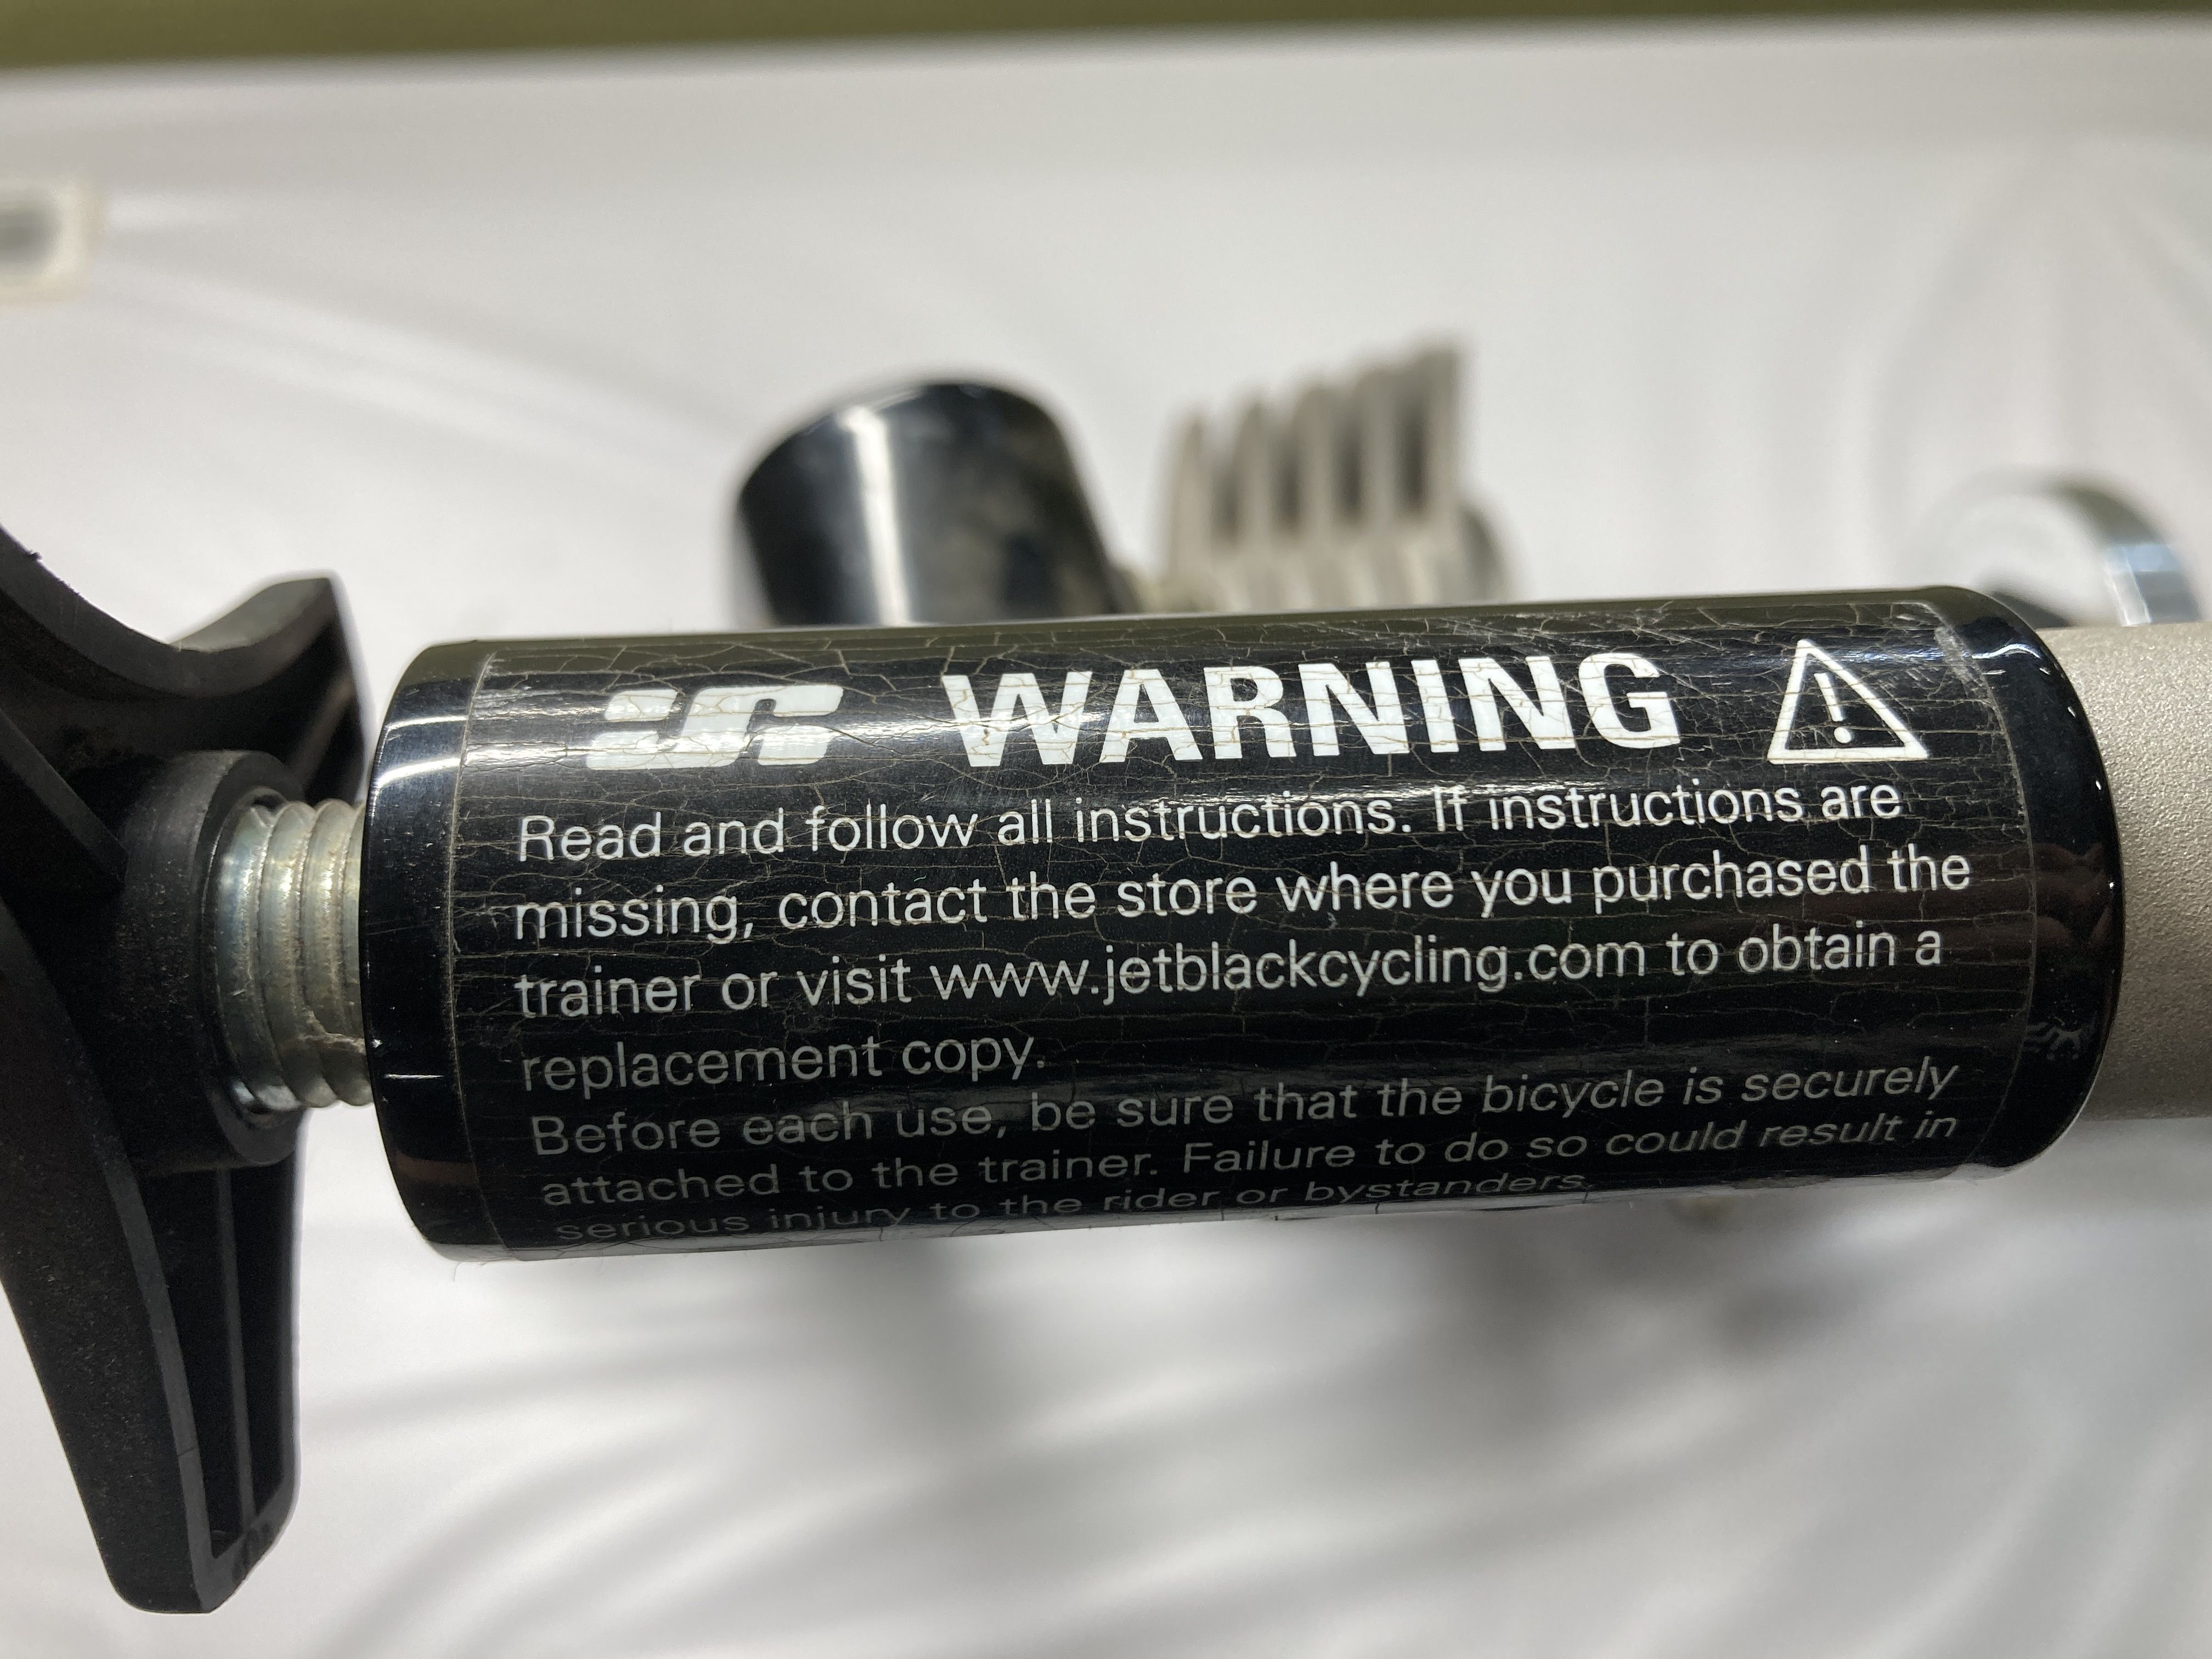 WARNING
Read and follow all instructions. If instructions are
missing, contact the store where you purchased the
trainer or visit www.jetblackcycling.com to obtain a
replacement copy.
Before each use, be sure that the bicycle is securely
attached to the trainer. Failure to do so could result in
serious injury to the rider or bystanders.